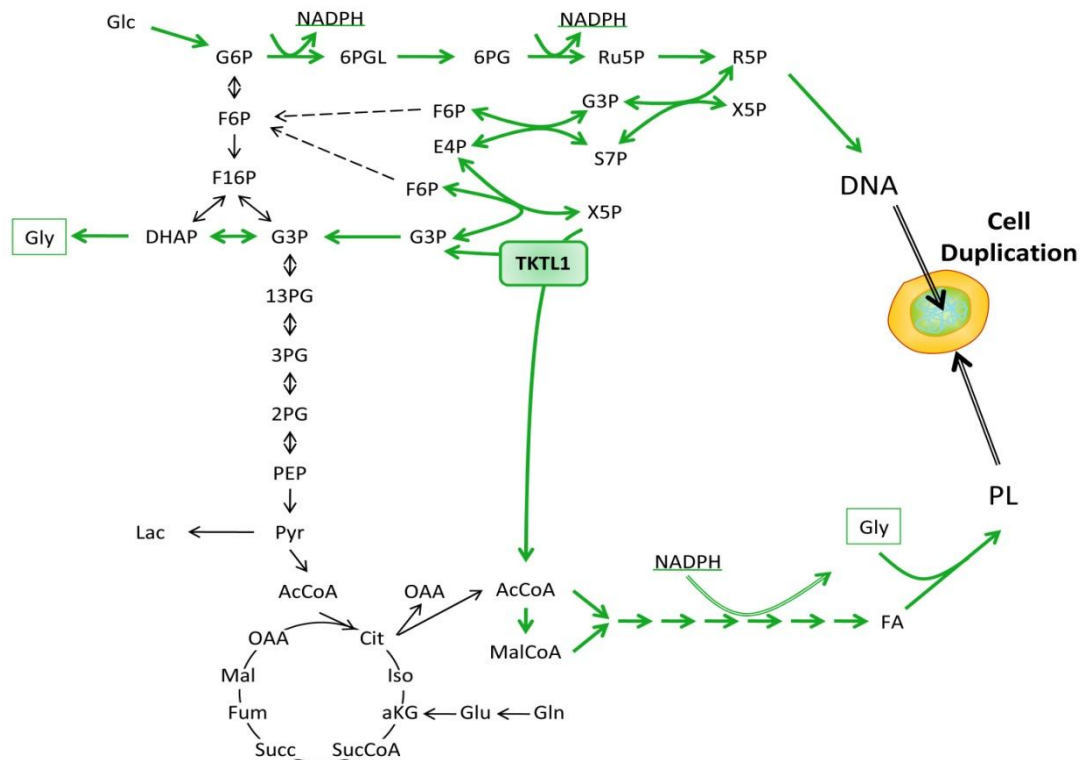 Glc
NADPH
NADPH
G6P
6PGL
6PG
Ru5P
R5P
F6P
F6P
G3P
X5P
E4P
S7P
F16P
F6P
X5P
DNA
Gly
DHAP
G3P
G3P
Cell
Duplication
TKTL1
13PG
3PG
2PG
PEP
PL
Lac
Pyr
Gly
NADPH
AcCoA
OAA
AcCoA
FA
OAA
Cit
MalCoA
Mal
Iso
Fum
aKG
Glu
Gln
Succ
SucCoA